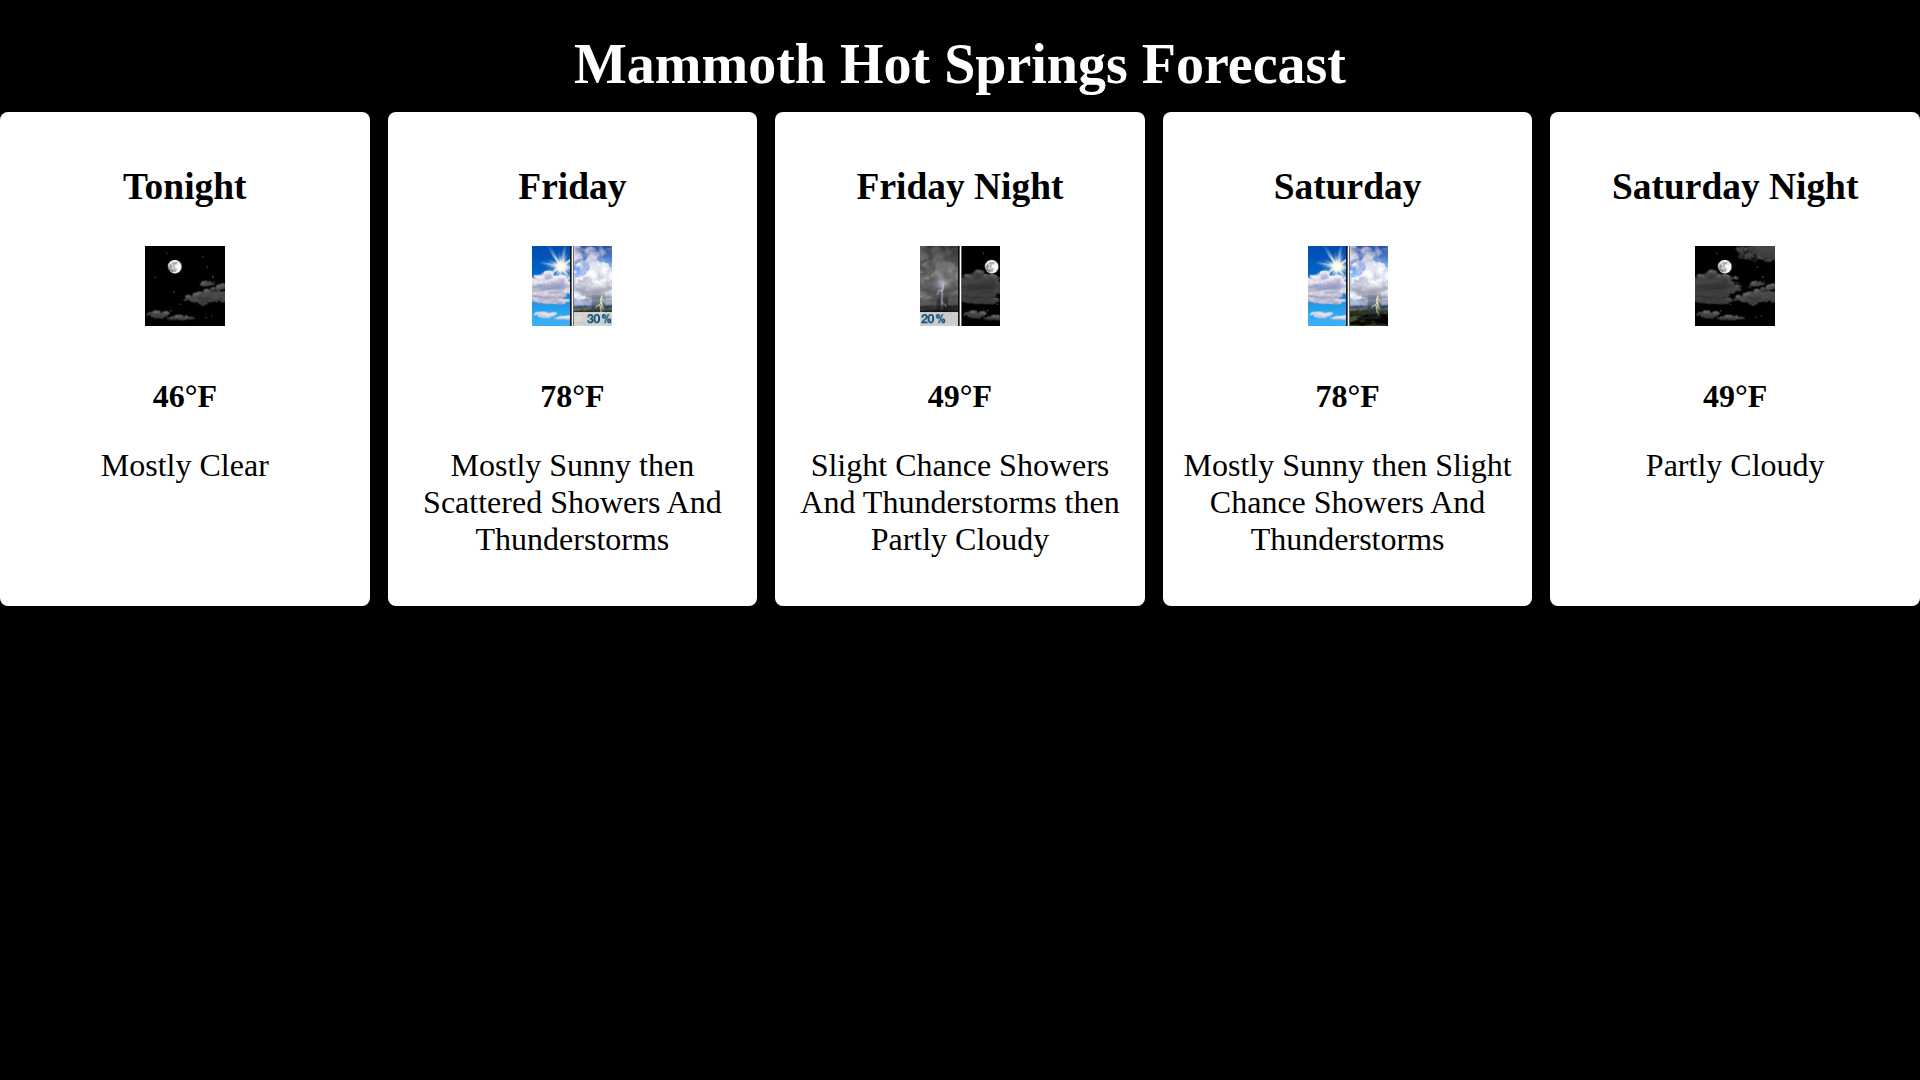 Mammoth Hot Springs Forecast
Tonight
46°F
Mostly Clear
Friday
30%
78°F
Mostly Sunny then
Scattered Showers And
Thunderstorms
Friday Night
20%
49°F
Slight Chance Showers
And Thunderstorms then
Partly Cloudy
Saturday
78°F
Mostly Sunny then Slight
Chance Showers And
Thunderstorms
Saturday Night
49°F
Partly Cloudy